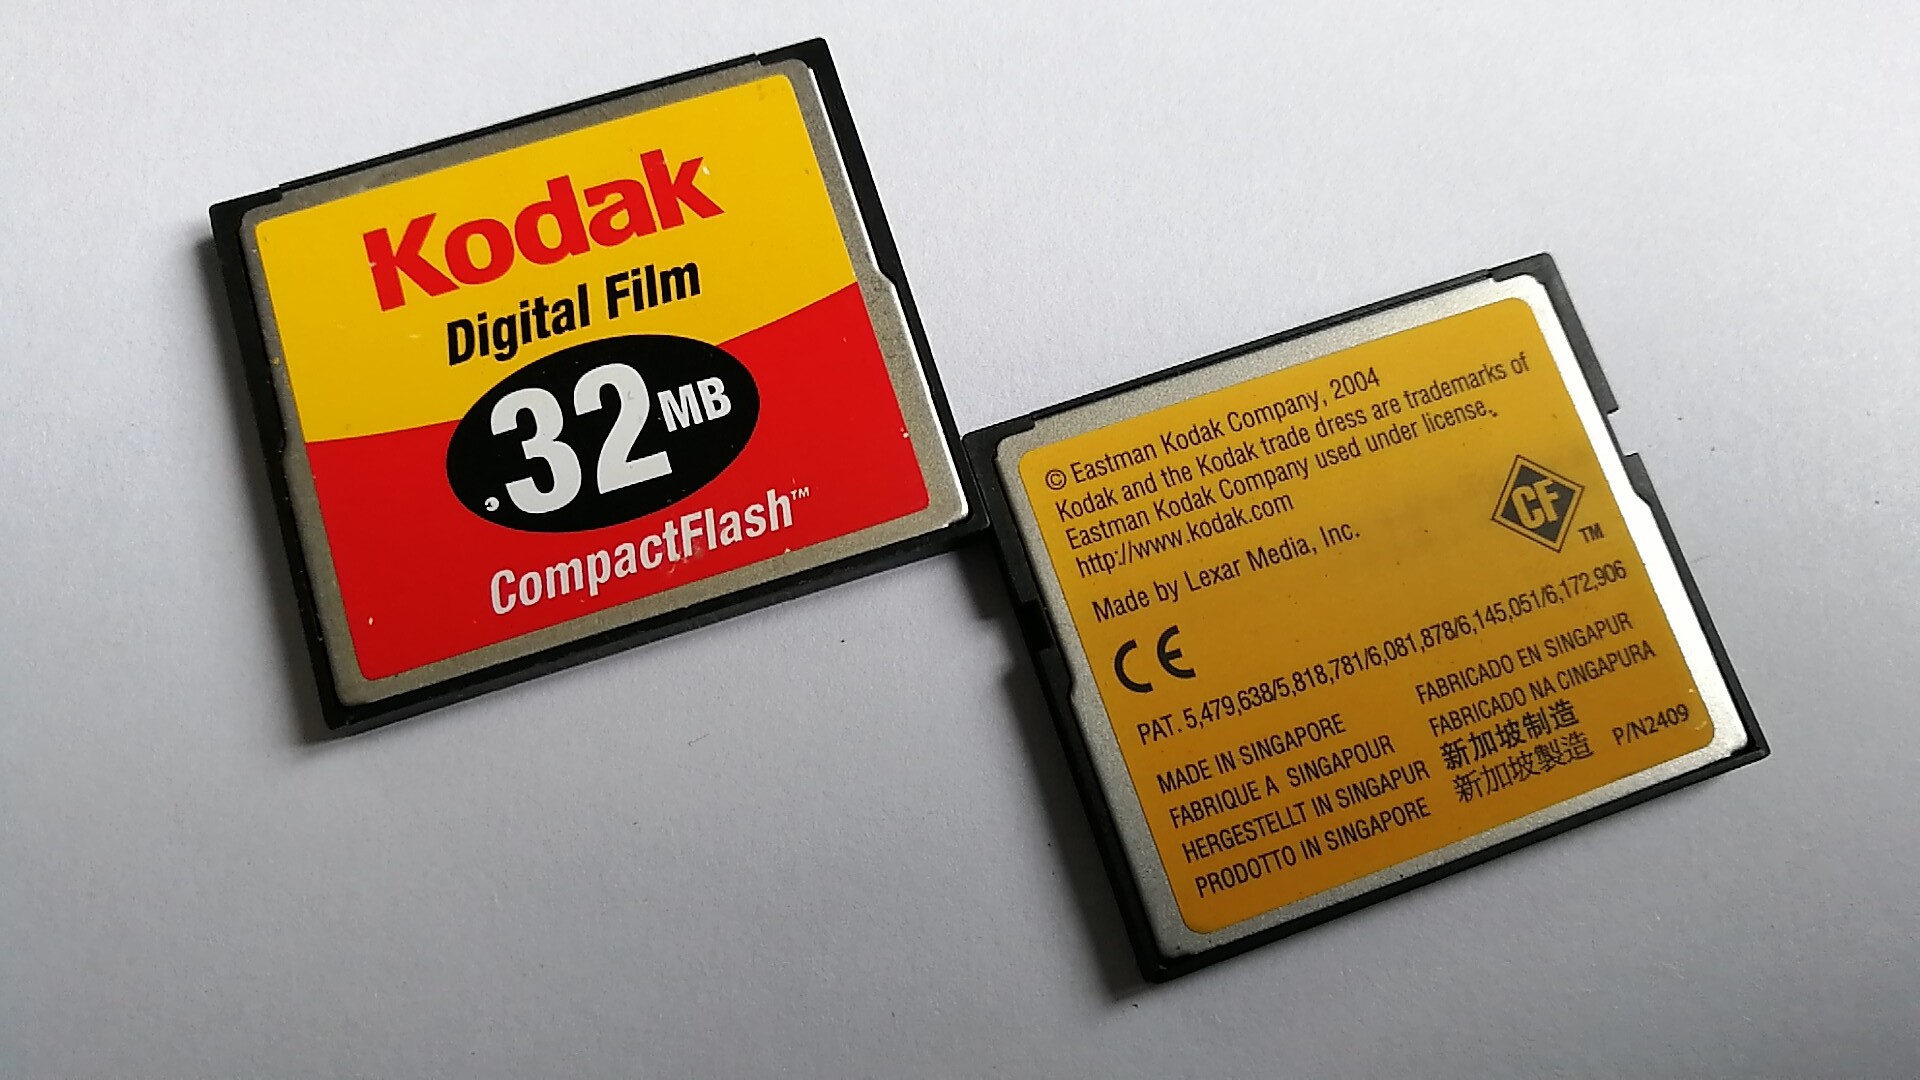 Kodak
Digital Film
.32MB
CompactFlash™
© Eastman Kodak Company, 2004
Kodak and the Kodak trade dress are trademarks of
Eastman Kodak Company used under license.
http://www.kodak.com
Made by Lexar Media, Inc.
CF™
CE
PAT. 5,479,638/5,818,781/6,081,878/6,145,051/6,172,906
MADE IN SINGAPORE
FABRIQUE A SINGAPOUR
HERGESTELLT IN SINGAPUR
PRODOTTO IN SINGAPORE
FABRICADO EN SINGAPUR
FABRICADO NA CINGAPURA
新加坡制造
新加坡製造
P/N2409